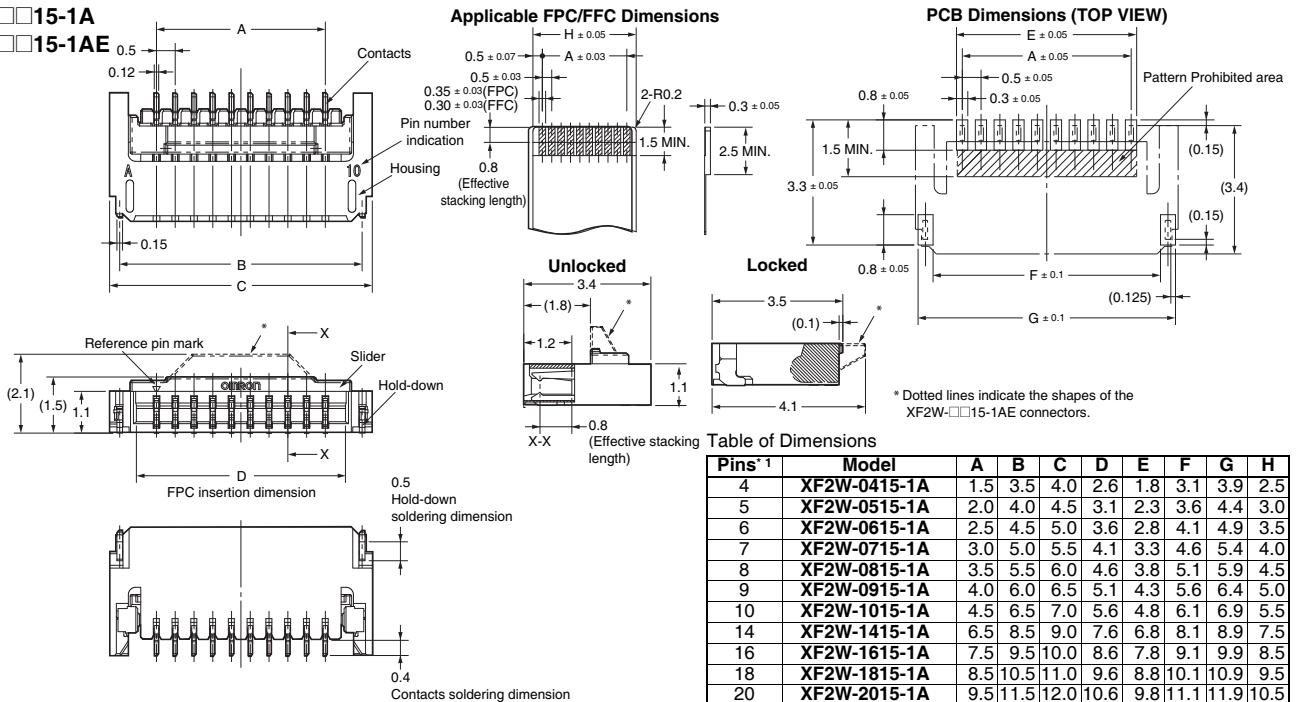 □□15-1A
□□15-1AE
A
0.5
0.12
Contacts
Pin number
indication
Housing
A
10
0.15
B
C
Applicable FPC/FFC Dimensions
H ± 0.05
0.5 ± 0.07
A ± 0.03
0.5 ± 0.03
0.35 ± 0.03(FPC)
0.30 ± 0.03(FFC)
2-R0.2
0.3 ± 0.05
1.5 MIN.
2.5 MIN.
0.8
(Effective
stacking length)
PCB Dimensions (TOP VIEW)
E ± 0.05
A ± 0.05
0.5 ± 0.05
0.3 ± 0.05
Pattern Prohibited area
0.8 ± 0.05
1.5 MIN.
3.3 ± 0.05
(0.15)
(3.4)
(0.15)
0.8 ± 0.05
F ± 0.1
(0.125)
G ± 0.1
Reference pin mark
*
X
Slider
OMRON
Hold-down
(2.1)
(1.5)
1.1
X
D
FPC insertion dimension
Unlocked
3.4
(1.8)
*
1.2
1.1
X-X
0.8
(Effective stacking
length)
Locked
3.5
(0.1)
*
4.1
* Dotted lines indicate the shapes of the
XF2W-□□15-1AE connectors.
0.5
Hold-down
soldering dimension
0.4
Contacts soldering dimension
Table of Dimensions
Pins* 1 Model A B C D E F G H
4 XF2W-0415-1A 1.5 3.5 4.0 2.6 1.8 3.1 3.9 2.5
5 XF2W-0515-1A 2.0 4.0 4.5 3.1 2.3 3.6 4.4 3.0
6 XF2W-0615-1A 2.5 4.5 5.0 3.6 2.8 4.1 4.9 3.5
7 XF2W-0715-1A 3.0 5.0 5.5 4.1 3.3 4.6 5.4 4.0
8 XF2W-0815-1A 3.5 5.5 6.0 4.6 3.8 5.1 5.9 4.5
9 XF2W-0915-1A 4.0 6.0 6.5 5.1 4.3 5.6 6.4 5.0
10 XF2W-1015-1A 4.5 6.5 7.0 5.6 4.8 6.1 6.9 5.5
14 XF2W-1415-1A 6.5 8.5 9.0 7.6 6.8 8.1 8.9 7.5
16 XF2W-1615-1A 7.5 9.5 10.0 8.6 7.8 9.1 9.9 8.5
18 XF2W-1815-1A 8.5 10.5 11.0 9.6 8.8 10.1 10.9 9.5
20 XF2W-2015-1A 9.5 11.5 12.0 10.6 9.8 11.1 11.9 10.5